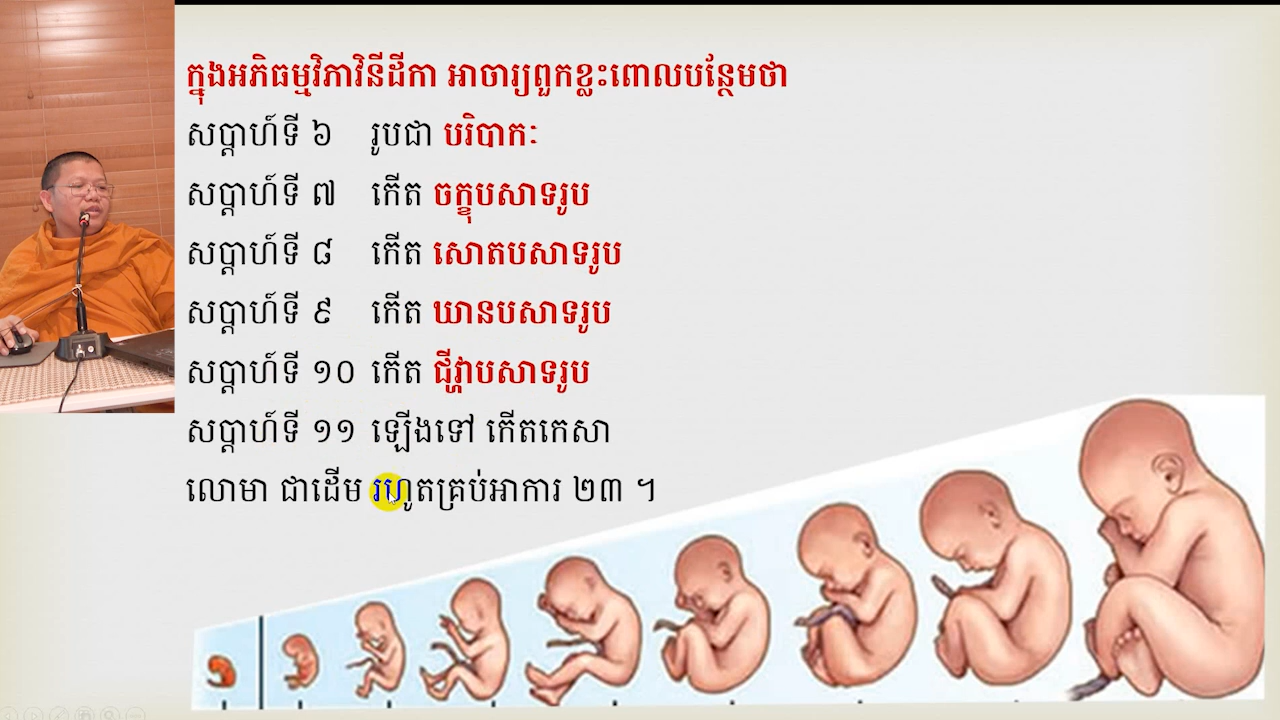 ក្នុងអភិធម្មវិភាវិនីដីកា អាចារ្យពួកខ្លះពោលបន្ថែមថា
សប្តាហ៍ទី ៦ រូបជា បរិបាកៈ
សប្តាហ៍ទី ៧ កើត ចក្ខុបសាទរូប
សប្តាហ៍ទី ៨ កើត សោតបសាទរូប
សប្តាហ៍ទី ៩ កើត ឃានបសាទរូប
សប្តាហ៍ទី ១០ កើត ជីវ្ហាបសាទរូប
សប្តាហ៍ទី ១១ ឡើងទៅ កើតកេសា
លោមា ជាដើម រហូតគ្រប់អាការ ២៣ ។